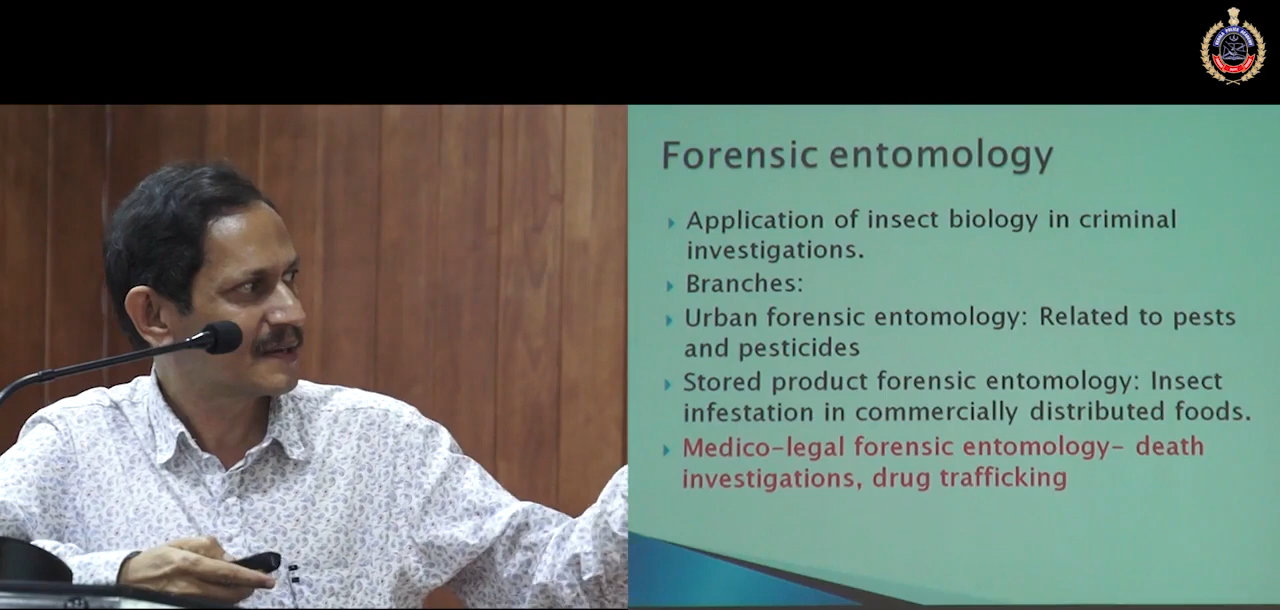 Forensic entomology
Application of insect biology in criminal
investigations.
Branches:
Urban forensic entomology: Related to pests
and pesticides
Stored product forensic entomology: Insect
infestation in commercially distributed foods.
Medico-legal forensic entomology- death
investigations, drug trafficking